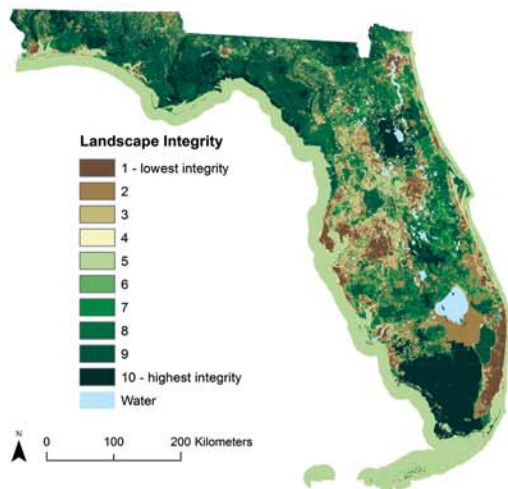 Landscape Integrity
1 - lowest integrity
2
3
4
5
6
7
8
9
10 - highest integrity
Water
N
0 100 200 Kilometers